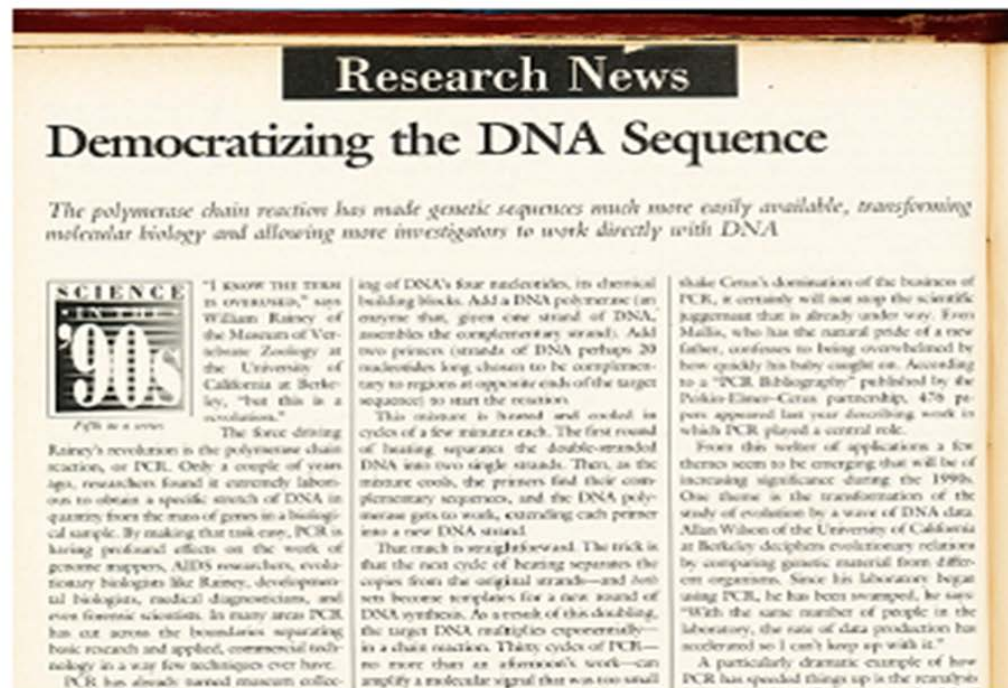 Research News
Democratizing the DNA Sequence
The polymerase chain reaction has made genetic sequences much more easily available, transforming
molecular biology and allowing more investigators to work directly with DNA
SCIENCE
'90s
Fifth in a series
"I KNOW THE TERM
IS OVERUSED," says
William Rainey of
the Museum of Ver-
tebrate Zoology at
the University of
California at Berke-
ley, "but this is a
revolution."
The force driving
Rainey's revolution is the polymerase chain
reaction, or PCR. Only a couple of years
ago, researchers found it extremely labori-
ous to obtain a specific stretch of DNA in
quantity from the mass of genes in a biologi-
cal sample. By making that task easy, PCR is
having profound effects on the work of
genome mappers, AIDS researchers, evolu-
tionary biologists like Rainey, developmen-
tal biologists, medical diagnosticians, and
even forensic scientists. In many areas PCR
has cut across the boundaries separating
basic research and applied, commercial tech-
nology in a way few techniques ever have.
PCR has already turned museum collec-
ing of DNA's four nucleotides, its chemical
building blocks. Add a DNA polymerase (an
enzyme that, given one strand of DNA,
assembles the complementary strand). Add
two primers (strands of DNA perhaps 20
nucleotides long chosen to be complemen-
tary to regions at opposite ends of the target
sequence) to start the reaction.
This mixture is heated and cooled in
cycles of a few minutes each. The first round
of heating separates the double-stranded
DNA into two single strands. Then, as the
mixture cools, the primers find their com-
plementary sequences, and the DNA poly-
merase gets to work, extending each primer
into a new DNA strand.
That much is straightforward. The trick is
that the next cycle of heating separates the
copies from the original strands—and both
sets become templates for a new round of
DNA synthesis. As a result of this doubling,
the target DNA multiplies exponentially—
in a chain reaction. Thirty cycles of PCR—
no more than an afternoon's work—can
amplify a molecular signal that was too small
shake Cetus's domination of the business of
PCR, it certainly will not stop the scientific
juggernaut that is already under way. Even
Mullis, who has the natural pride of a new
father, confesses to being overwhelmed by
how quickly his baby caught on. According
to a "PCR Bibliography" published by the
Perkin-Elmer–Cetus partnership, 476 pa-
pers appeared last year describing work in
which PCR played a central role.
From this welter of applications a few
themes seem to be emerging that will be of
increasing significance during the 1990s.
One theme is the transformation of the
study of evolution by a wave of DNA data.
Allan Wilson of the University of California
at Berkeley deciphers evolutionary relations
by comparing genetic material from differ-
ent organisms. Since his laboratory began
using PCR, he has been swamped, he says:
"With the same number of people in the
laboratory, the rate of data production has
accelerated so I can't keep up with it."
A particularly dramatic example of how
PCR has speeded things up is the reanalysis